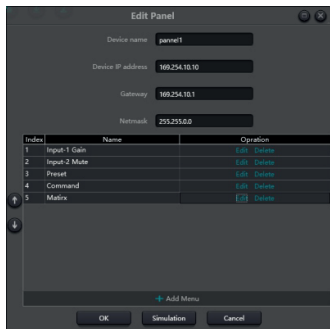 Edit Panel
Device name pannel1
Device IP address 169.254.10.10
Gateway 169.254.10.1
Netmask 255.255.0.0
Index Name Opration
1 Input-1 Gain Edit Delete
2 Input-2 Mute Edit Delete
3 Preset Edit Delete
4 Command Edit Delete
5 Matirx Edit Delete
+ Add Menu
OK Simulation Cancel